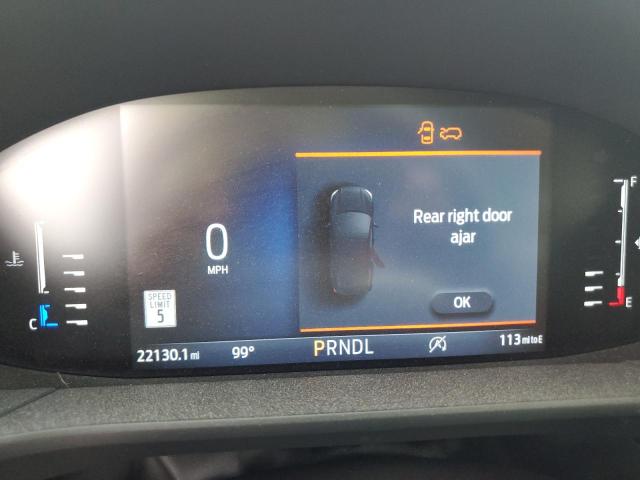 Rear right door
ajar
0
MPH
F
SPEED
LIMIT
5
OK
C
E
22130.1 mi
99°
PRNDL
113 mi to E